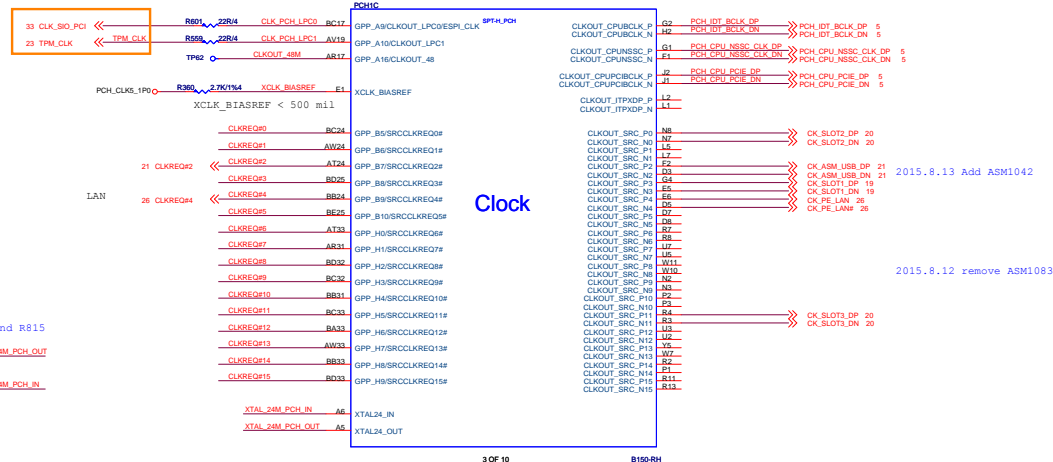 PCH1C
SPT-H_PCH
33 CLK_SIO_PCI R601 22R/4 CLK_PCH_LPC0 BC17 GPP_A9/CLKOUT_LPC0/ESPI_CLK
23 TPM_CLK TPM_CLK R559 22R/4 CLK_PCH_LPC1 AV19 GPP_A10/CLKOUT_LPC1
TP62 CLKOUT_48M AR17 GPP_A16/CLKOUT_48
PCH_CLK5_1P0 R360 2.7K/1%4 XCLK_BIASREF E1 XCLK_BIASREF
XCLK_BIASREF < 500 mil
CLKREQ#0 BC24 GPP_B5/SRCCLKREQ0#
CLKREQ#1 AW24 GPP_B6/SRCCLKREQ1#
21 CLKREQ#2 CLKREQ#2 AT24 GPP_B7/SRCCLKREQ2#
CLKREQ#3 BD25 GPP_B8/SRCCLKREQ3#
LAN
26 CLKREQ#4 CLKREQ#4 BB24 GPP_B9/SRCCLKREQ4#
CLKREQ#5 BE25 GPP_B10/SRCCLKREQ5#
CLKREQ#6 AT33 GPP_H0/SRCCLKREQ6#
CLKREQ#7 AR31 GPP_H1/SRCCLKREQ7#
CLKREQ#8 BD32 GPP_H2/SRCCLKREQ8#
CLKREQ#9 BC32 GPP_H3/SRCCLKREQ9#
CLKREQ#10 BB31 GPP_H4/SRCCLKREQ10#
CLKREQ#11 BC33 GPP_H5/SRCCLKREQ11#
CLKREQ#12 BA33 GPP_H6/SRCCLKREQ12#
CLKREQ#13 AW33 GPP_H7/SRCCLKREQ13#
CLKREQ#14 BB33 GPP_H8/SRCCLKREQ14#
CLKREQ#15 BD33 GPP_H9/SRCCLKREQ15#
nd R815
4M_PCH_OUT
4M_PCH_IN
XTAL_24M_PCH_IN A6 XTAL24_IN
XTAL_24M_PCH_OUT A5 XTAL24_OUT
Clock
CLKOUT_CPUBCLK_P G2 PCH_IDT_BCLK_DP PCH_IDT_BCLK_DP 5
CLKOUT_CPUBCLK_N H2 PCH_IDT_BCLK_DN PCH_IDT_BCLK_DN 5
CLKOUT_CPUNSSC_P G1 PCH_CPU_NSSC_CLK_DP PCH_CPU_NSSC_CLK_DP 5
CLKOUT_CPUNSSC_N F1 PCH_CPU_NSSC_CLK_DN PCH_CPU_NSSC_CLK_DN 5
CLKOUT_CPUPCIBCLK_P J2 PCH_CPU_PCIE_DP PCH_CPU_PCIE_DP 5
CLKOUT_CPUPCIBCLK_N J1 PCH_CPU_PCIE_DN PCH_CPU_PCIE_DN 5
CLKOUT_ITPXDP_P L2
CLKOUT_ITPXDP_N L1
CLKOUT_SRC_P0 N8 CK_SLOT2_DP 20
CLKOUT_SRC_N0 N7 CK_SLOT2_DN 20
CLKOUT_SRC_P1 L5
CLKOUT_SRC_N1 L7
CLKOUT_SRC_P2 F2 CK_ASM_USB_DP 21
CLKOUT_SRC_N2 D3 CK_ASM_USB_DN 21
CLKOUT_SRC_P3 G4 CK_SLOT1_DP 19
CLKOUT_SRC_N3 E5 CK_SLOT1_DN 19
CLKOUT_SRC_P4 E6 CK_PE_LAN 26
CLKOUT_SRC_N4 D5 CK_PE_LAN# 26
CLKOUT_SRC_P5 D7
CLKOUT_SRC_N5 D8
CLKOUT_SRC_P6 R7
CLKOUT_SRC_N6 R8
CLKOUT_SRC_P7 U7
CLKOUT_SRC_N7 U5
CLKOUT_SRC_P8 W11
CLKOUT_SRC_N8 W10
CLKOUT_SRC_P9 N2
CLKOUT_SRC_N9 N3
CLKOUT_SRC_P10 P2
CLKOUT_SRC_N10 P3
CLKOUT_SRC_P11 R4 CK_SLOT3_DP 20
CLKOUT_SRC_N11 R3 CK_SLOT3_DN 20
CLKOUT_SRC_P12 U3
CLKOUT_SRC_N12 U2
CLKOUT_SRC_P13 Y5
CLKOUT_SRC_N13 W7
CLKOUT_SRC_P14 R2
CLKOUT_SRC_N14 P1
CLKOUT_SRC_P15 R11
CLKOUT_SRC_N15 R13
2015.8.13 Add ASM1042
2015.8.12 remove ASM1083
3 OF 10
B150-RH